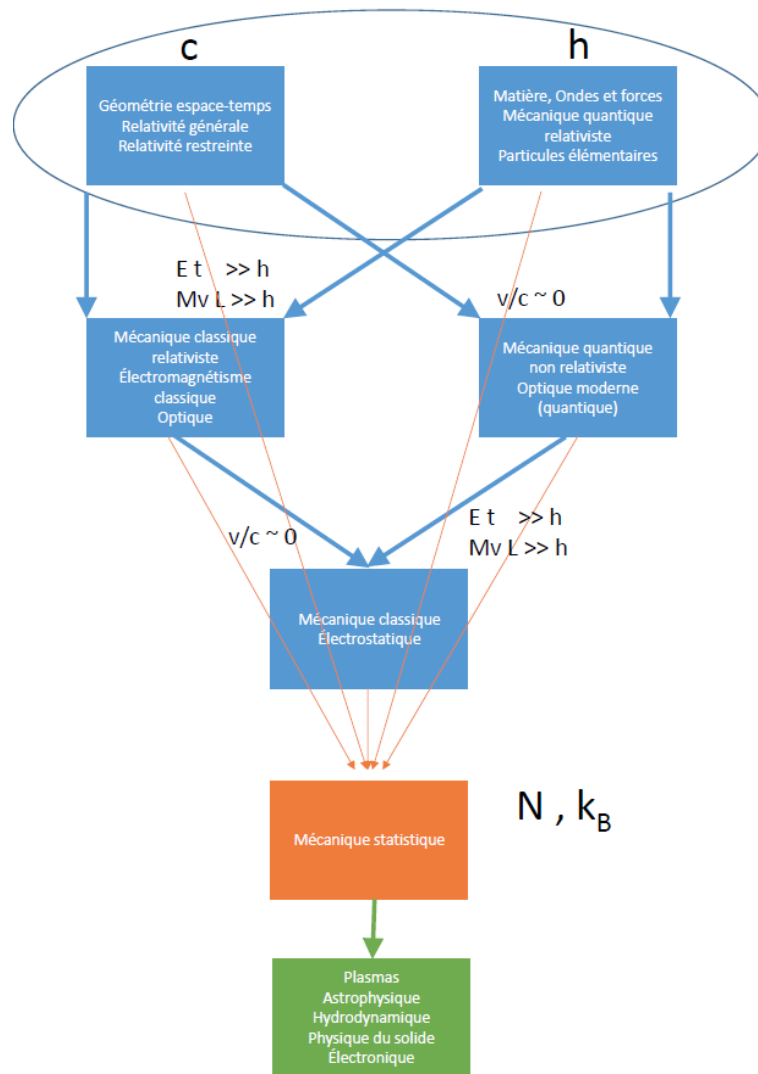 c
h
Géométrie espace-temps
Relativité générale
Relativité restreinte
Matière, Ondes et forces
Mécanique quantique
relativiste
Particules élémentaires
E t >> h
Mv L >> h
v/c ~ 0
Mécanique classique
relativiste
Électromagnétisme
classique
Optique
Mécanique quantique
non relativiste
Optique moderne
(quantique)
v/c ~ 0
E t >> h
Mv L >> h
Mécanique classique
Électrostatique
Mécanique statistique
N , kB
Plasmas
Astrophysique
Hydrodynamique
Physique du solide
Électronique